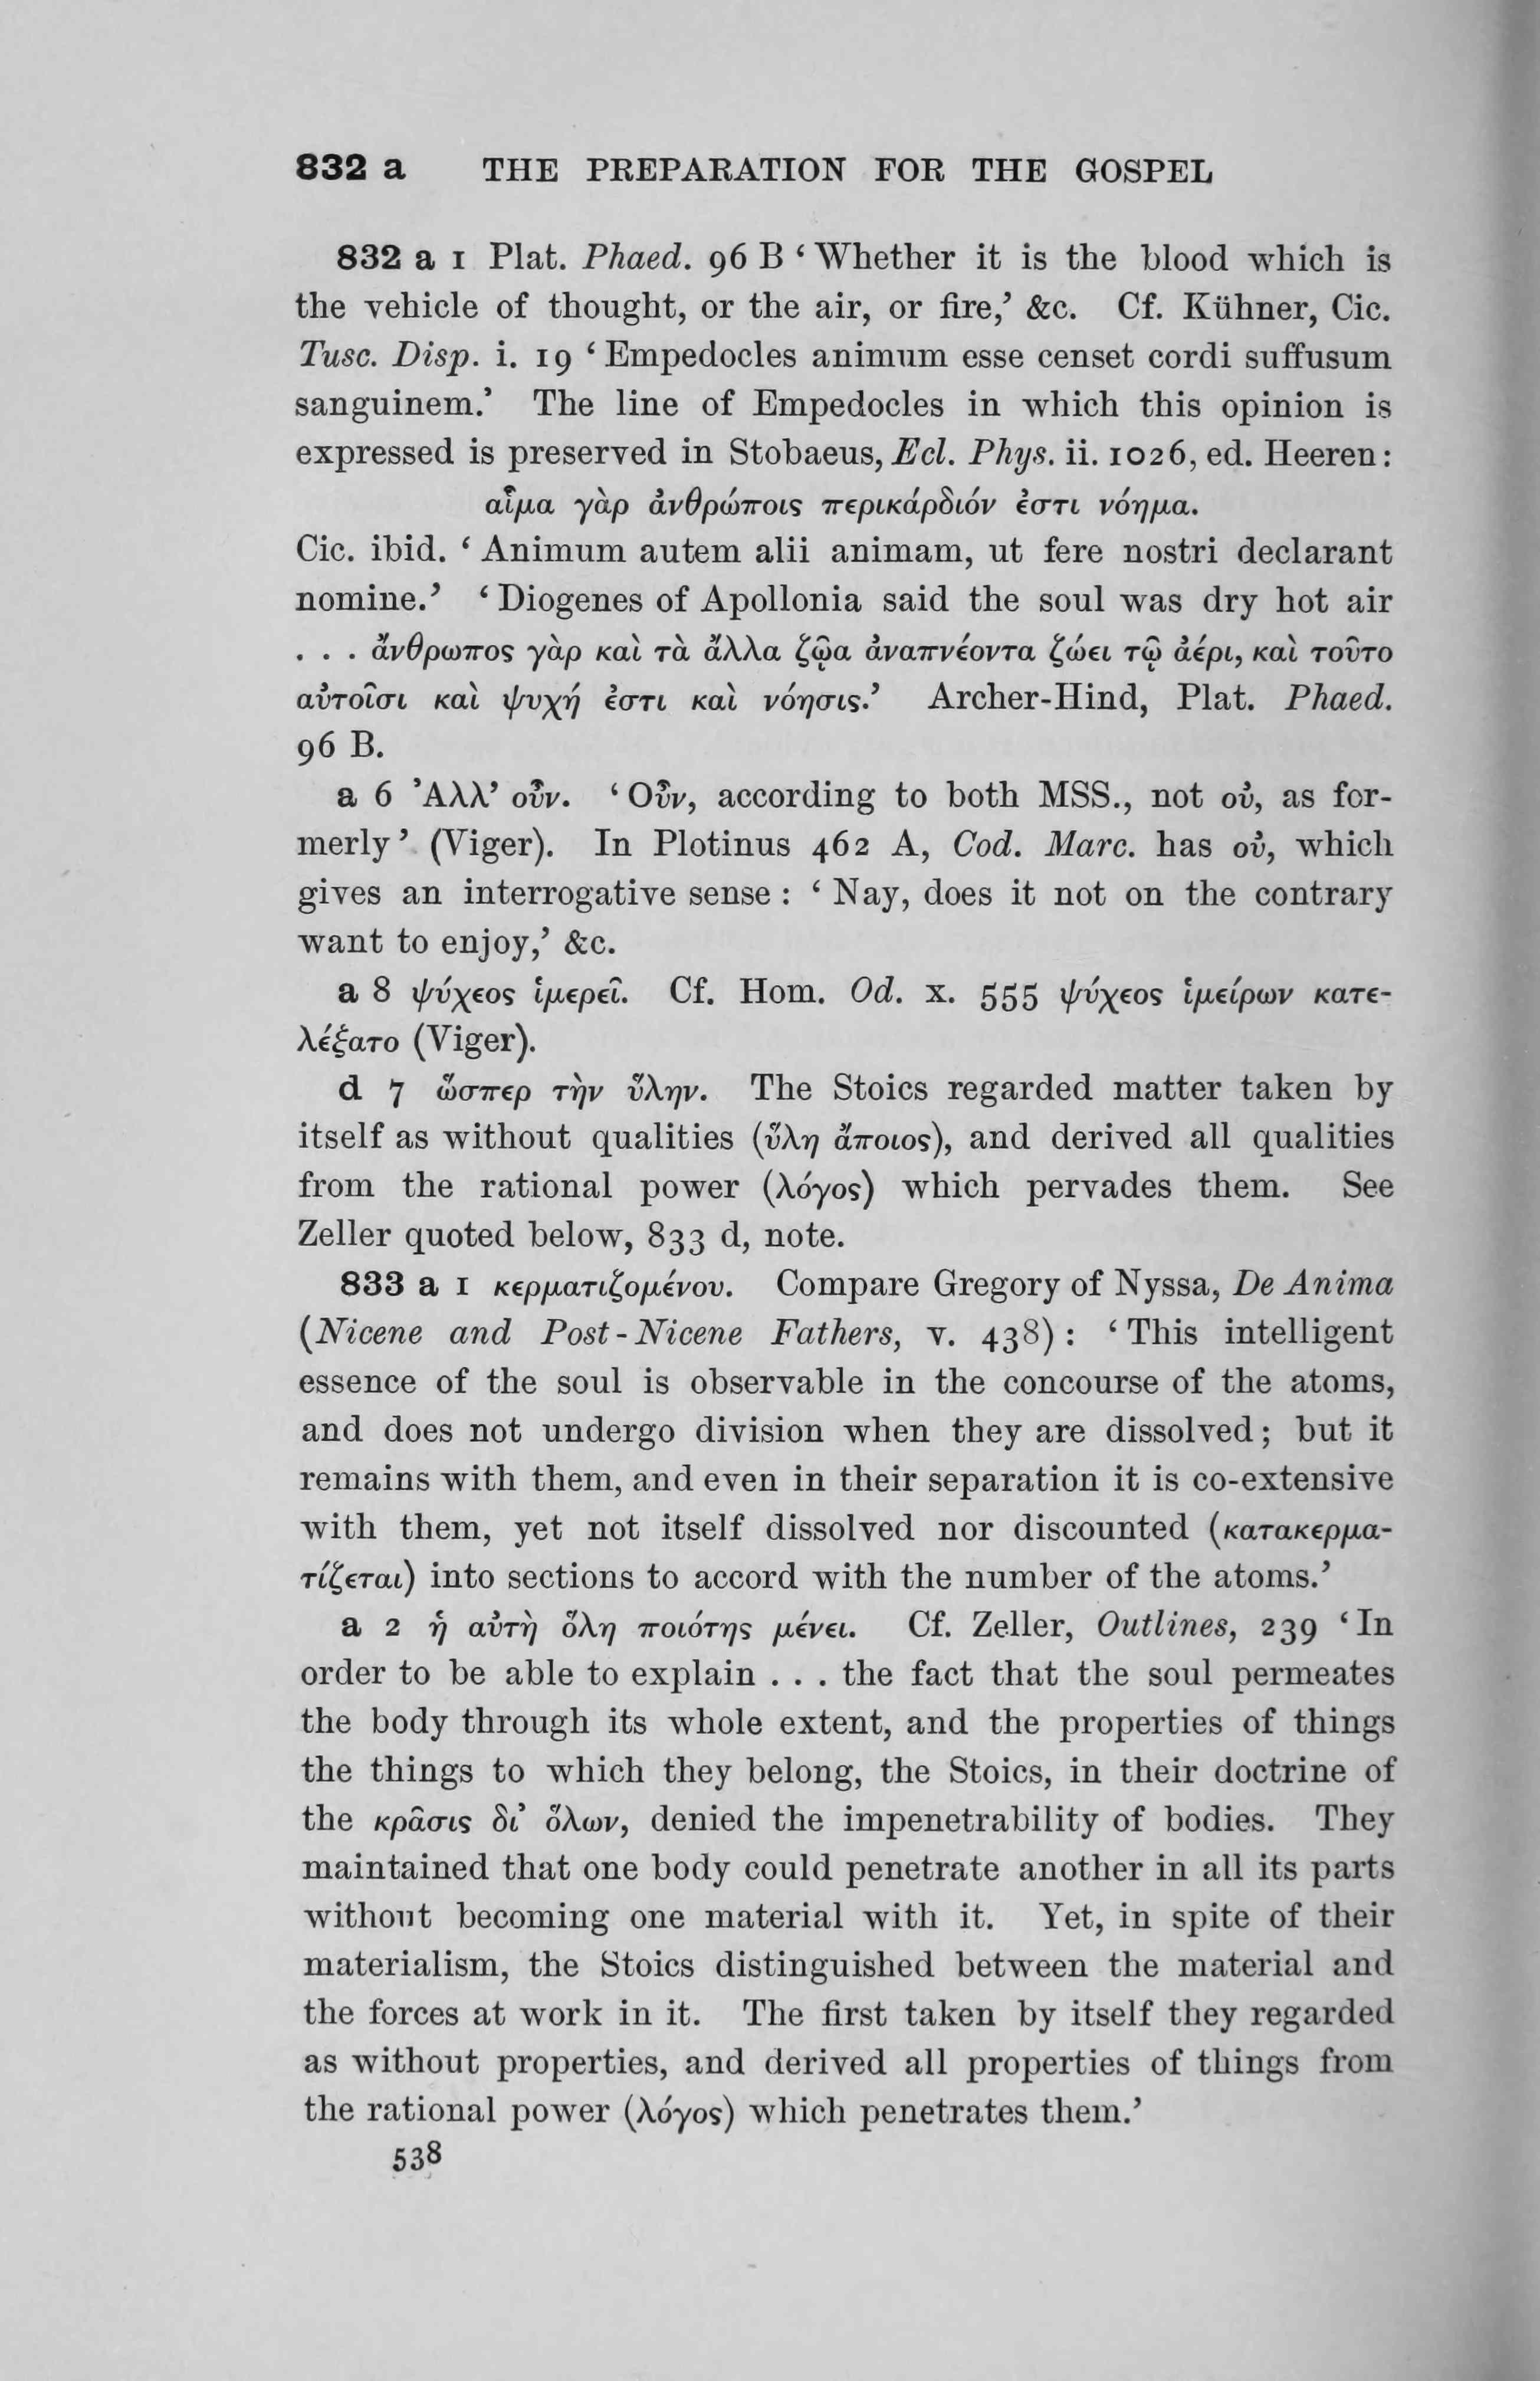 832 a THE PREPARATION FOR THE GOSPEL
832 a 1 Plat. Phaed. 96 B ‘Whether it is the blood which is
the vehicle of thought, or the air, or fire,’ &c. Cf. Kühner, Cic.
Tusc. Disp. i. 19 ‘Empedocles animum esse censet cordi suffusum
sanguinem.’ The line of Empedocles in which this opinion is
expressed is preserved in Stobaeus, Ecl. Phys. ii. 1026, ed. Heeren:
αἷμα γὰρ ἀνθρώποις περικάρδιόν ἐστι νόημα.
Cic. ibid. ‘Animum autem alii animam, ut fere nostri declarant
nomine.’ ‘Diogenes of Apollonia said the soul was dry hot air
. . . ἄνθρωπος γὰρ καὶ τὰ ἄλλα ζῷα ἀναπνέοντα ζώει τῷ ἀέρι, καὶ τοῦτο
αὐτοῖσι καὶ ψυχή ἐστι καὶ νόησις.’ Archer-Hind, Plat. Phaed.
96 B.
a 6 Ἀλλ’ οὖν. ‘Οὖν, according to both MSS., not οὐ, as for-
merly’ (Viger). In Plotinus 462 A, Cod. Marc. has οὐ, which
gives an interrogative sense : ‘Nay, does it not on the contrary
want to enjoy,’ &c.
a 8 ψύχεος ἱμερεῖ. Cf. Hom. Od. x. 555 ψύχεος ἱμείρων κατε-
λέξατο (Viger).
d 7 ὥσπερ τὴν ὕλην. The Stoics regarded matter taken by
itself as without qualities (ὕλη ἄποιος), and derived all qualities
from the rational power (λόγος) which pervades them. See
Zeller quoted below, 833 d, note.
833 a 1 κερματιζομένου. Compare Gregory of Nyssa, De Anima
(Nicene and Post-Nicene Fathers, v. 438) : ‘This intelligent
essence of the soul is observable in the concourse of the atoms,
and does not undergo division when they are dissolved; but it
remains with them, and even in their separation it is co-extensive
with them, yet not itself dissolved nor discounted (κατακερμα-
τίζεται) into sections to accord with the number of the atoms.’
a 2 ἡ αὐτὴ ὅλη ποιότης μένει. Cf. Zeller, Outlines, 239 ‘In
order to be able to explain . . . the fact that the soul permeates
the body through its whole extent, and the properties of things
the things to which they belong, the Stoics, in their doctrine of
the κρᾶσις δι’ ὅλων, denied the impenetrability of bodies. They
maintained that one body could penetrate another in all its parts
without becoming one material with it. Yet, in spite of their
materialism, the Stoics distinguished between the material and
the forces at work in it. The first taken by itself they regarded
as without properties, and derived all properties of things from
the rational power (λόγος) which penetrates them.’
538